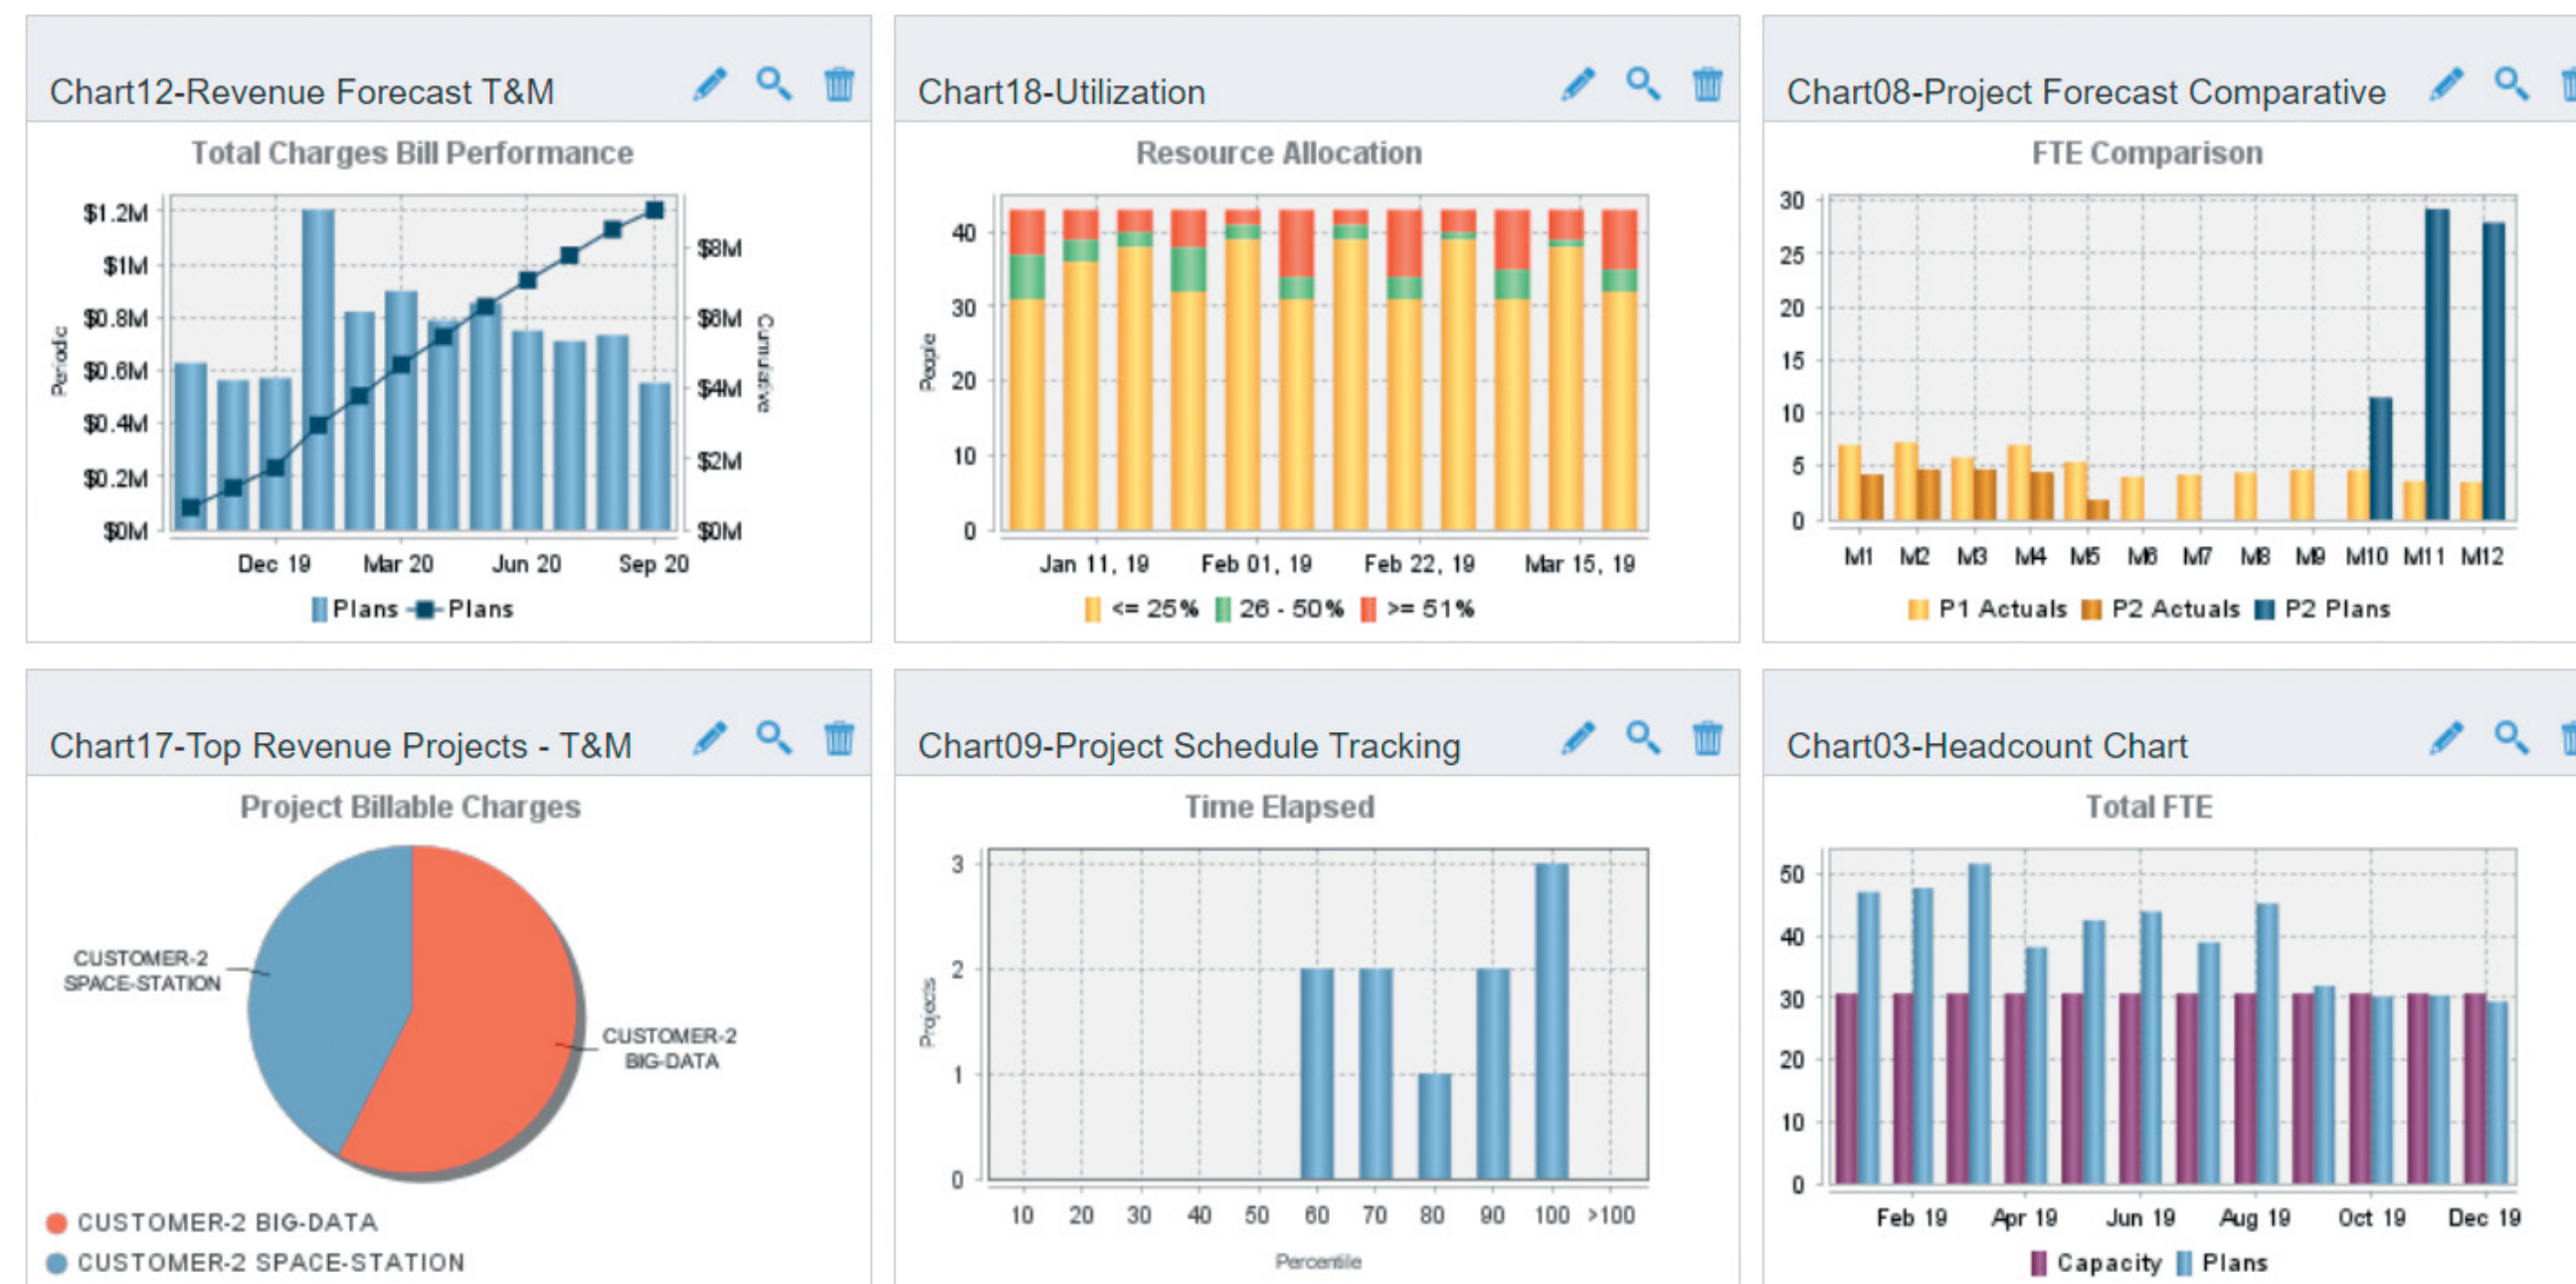 Chart12-Revenue Forecast T&M
Total Charges Bill Performance
$1.2M
$1M
$0.8M
$0.6M
$0.4M
$0.2M
$0M
Periodic
$8M
$6M
$4M
$2M
$0M
Cumulative
Dec 19 Mar 20 Jun 20 Sep 20
Plans Plans
Chart18-Utilization
Resource Allocation
40
30
20
10
0
People
Jan 11, 19 Feb 01, 19 Feb 22, 19 Mar 15, 19
<= 25% 26 - 50% >= 51%
Chart08-Project Forecast Comparative
FTE Comparison
30
25
20
15
10
5
0
M1 M2 M3 M4 M5 M6 M7 M8 M9 M10 M11 M12
P1 Actuals P2 Actuals P2 Plans
Chart17-Top Revenue Projects - T&M
Project Billable Charges
CUSTOMER-2
SPACE-STATION
CUSTOMER-2
BIG-DATA
CUSTOMER-2 BIG-DATA
CUSTOMER-2 SPACE-STATION
Chart09-Project Schedule Tracking
Time Elapsed
3
2
1
0
Projects
10 20 30 40 50 60 70 80 90 100 >100
Percentile
Chart03-Headcount Chart
Total FTE
50
40
30
20
10
0
Feb 19 Apr 19 Jun 19 Aug 19 Oct 19 Dec 19
Capacity Plans